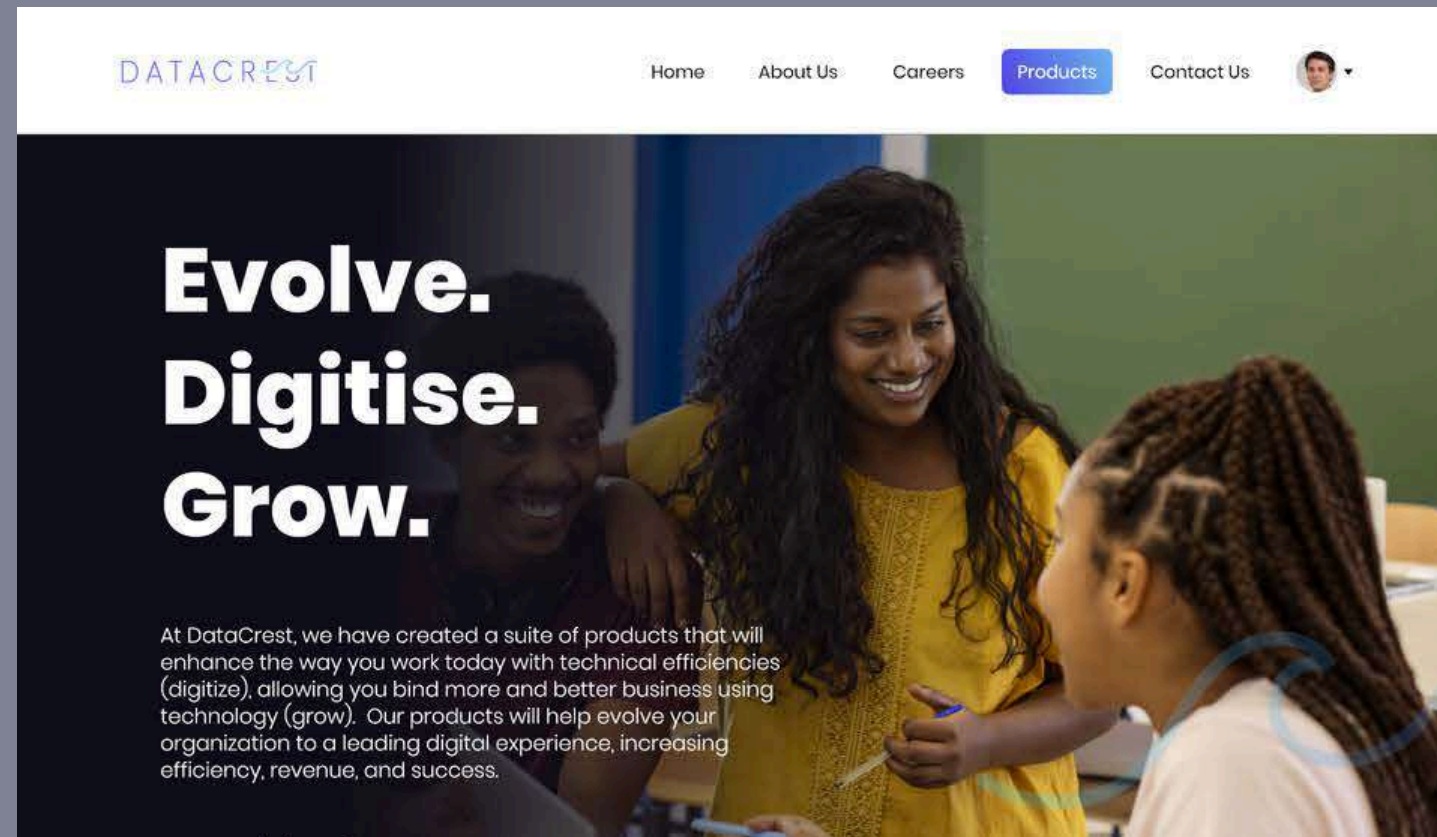 DATACREST
Home About Us Careers Products Contact Us
Evolve.
Digitise.
Grow.
At DataCrest, we have created a suite of products that will
enhance the way you work today with technical efficiencies
(digitize), allowing you bind more and better business using
technology (grow). Our products will help evolve your
organization to a leading digital experience, increasing
efficiency, revenue, and success.